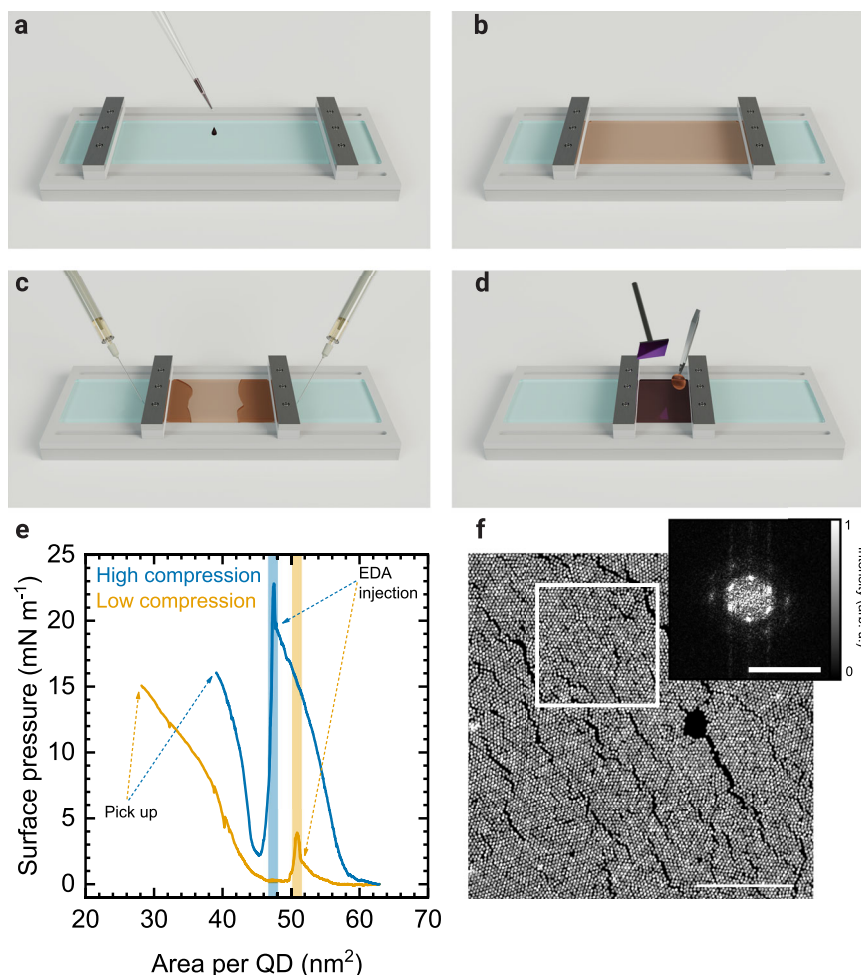 a
b
c
d
e
f
25
20
15
10
5
0
20
30
40
50
60
70
Surface pressure (mN m-1)
Area per QD (nm2)
High compression
Low compression
EDA
injection
Pick up
1
0